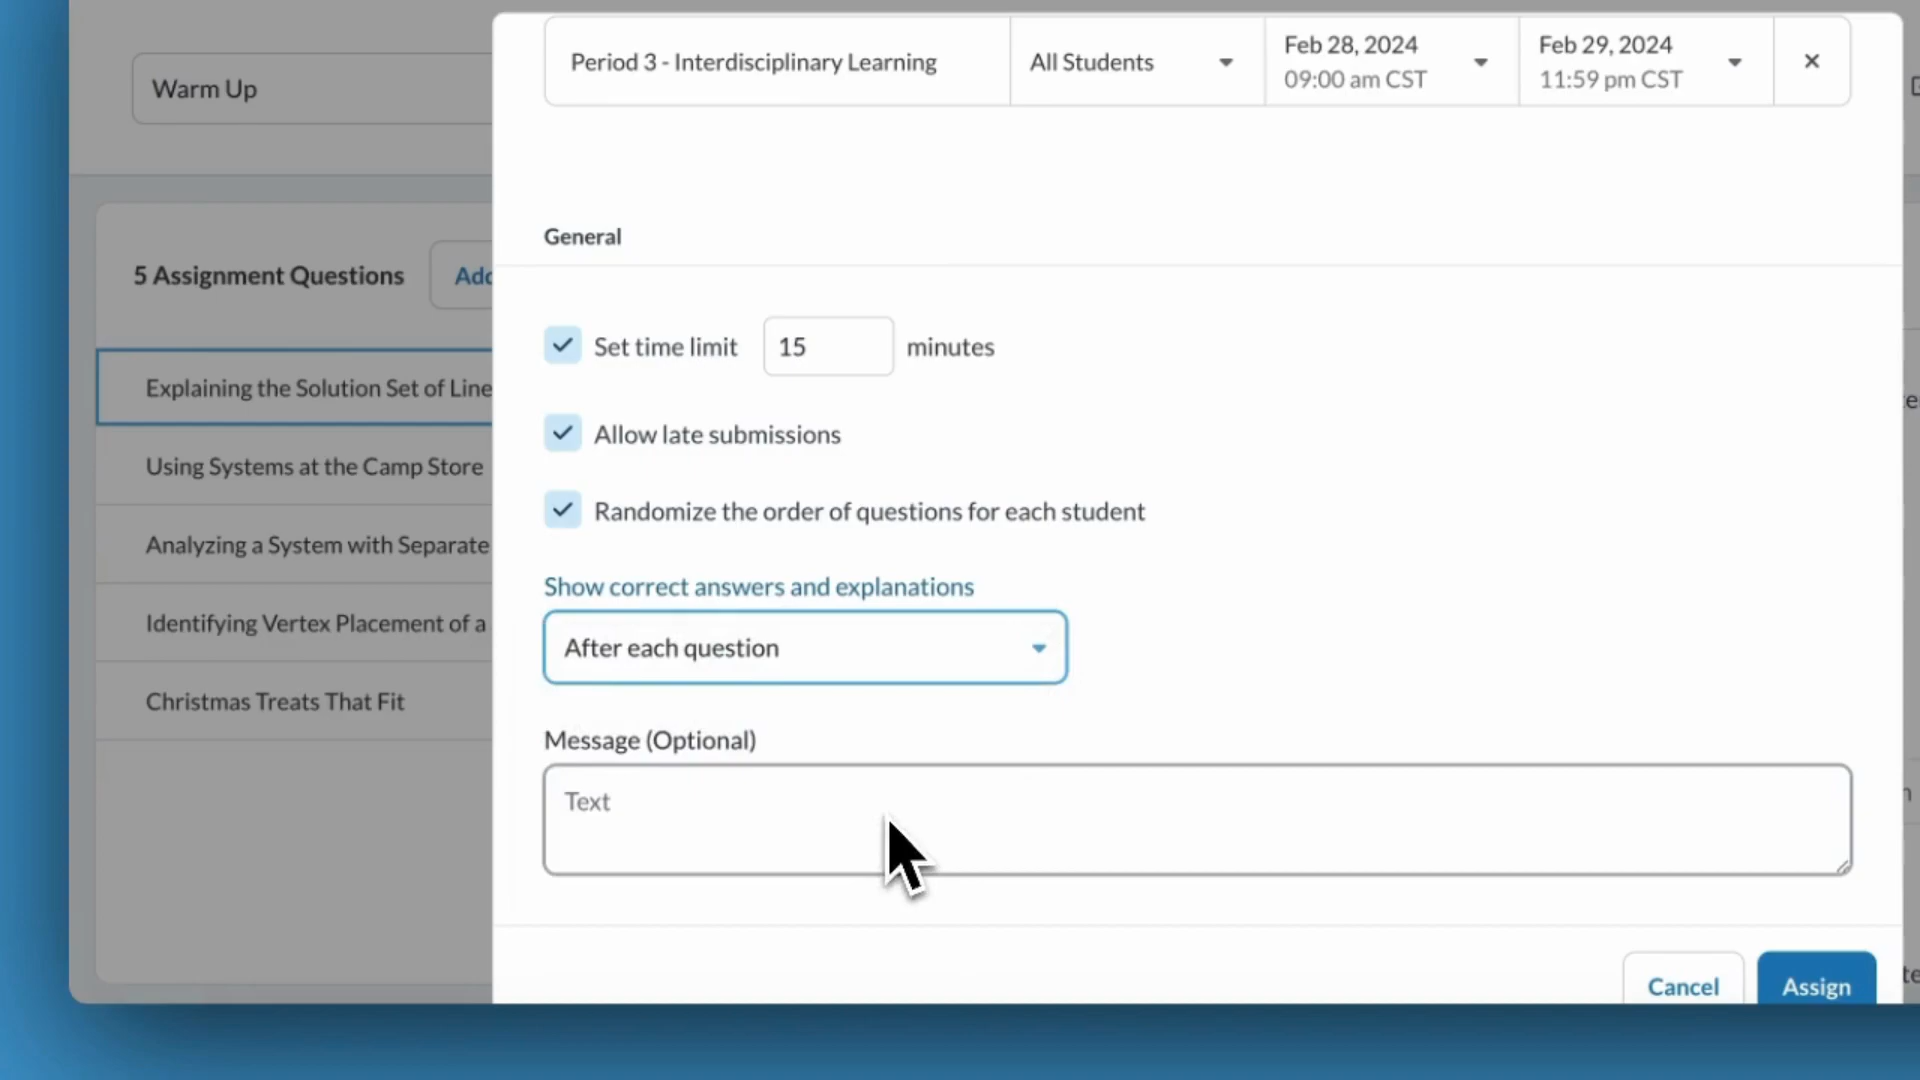 Period 3 - Interdisciplinary Learning
All Students
Feb 28, 2024
09:00 am CST
Feb 29, 2024
11:59 pm CST
Warm Up
General
5 Assignment Questions
Set time limit
15
minutes
Explaining the Solution Set of Line
Allow late submissions
Using Systems at the Camp Store
Randomize the order of questions for each student
Analyzing a System with Separate
Show correct answers and explanations
Identifying Vertex Placement of a
After each question
Christmas Treats That Fit
Message (Optional)
Text
Cancel
Assign